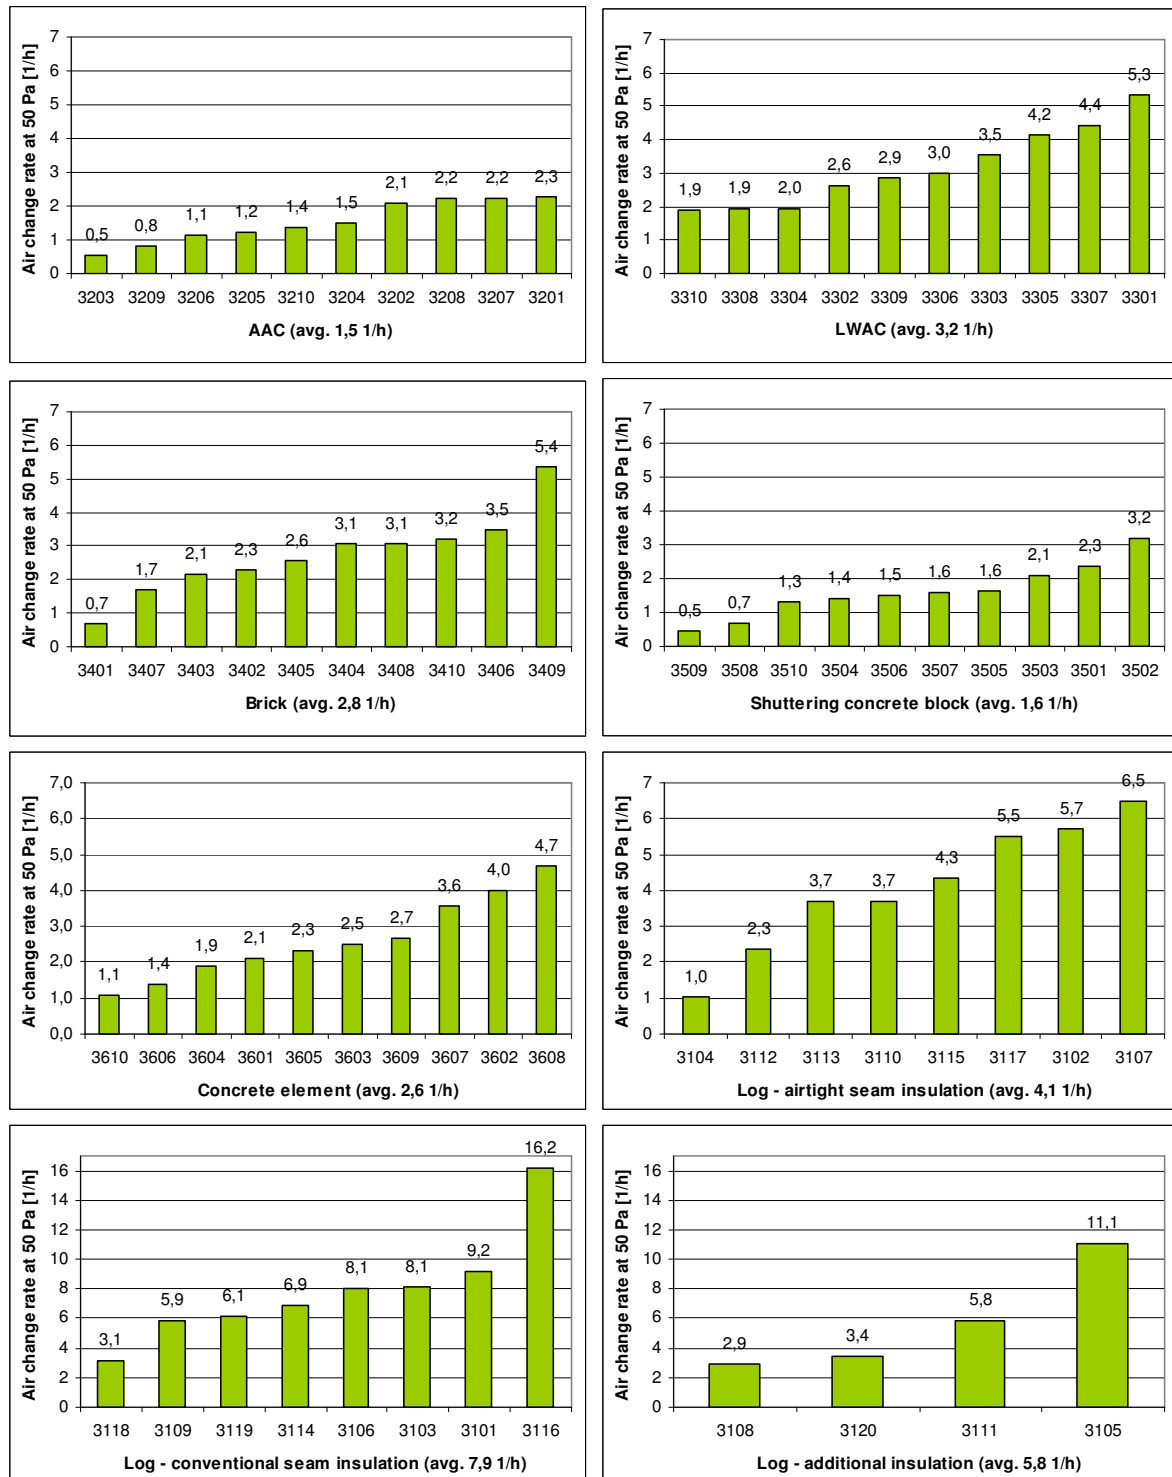 Air change rate at 50 Pa [1/h]
7
6
5
4
3
2
1
0
0,5 0,8 1,1 1,2 1,4 1,5 2,1 2,2 2,2 2,3
3203 3209 3206 3205 3210 3204 3202 3208 3207 3201
AAC (avg. 1,5 1/h)
Air change rate at 50 Pa [1/h]
7
6
5
4
3
2
1
0
1,9 1,9 2,0 2,6 2,9 3,0 3,5 4,2 4,4 5,3
3310 3308 3304 3302 3309 3306 3303 3305 3307 3301
LWAC (avg. 3,2 1/h)
Air change rate at 50 Pa [1/h]
7
6
5
4
3
2
1
0
0,7 1,7 2,1 2,3 2,6 3,1 3,1 3,2 3,5 5,4
3401 3407 3403 3402 3405 3404 3408 3410 3406 3409
Brick (avg. 2,8 1/h)
Air change rate at 50 Pa [1/h]
7
6
5
4
3
2
1
0
0,5 0,7 1,3 1,4 1,5 1,6 1,6 2,1 2,3 3,2
3509 3508 3510 3504 3506 3507 3505 3503 3501 3502
Shuttering concrete block (avg. 1,6 1/h)
Air change rate at 50 Pa [1/h]
7,0
6,0
5,0
4,0
3,0
2,0
1,0
0,0
1,1 1,4 1,9 2,1 2,3 2,5 2,7 3,6 4,0 4,7
3610 3606 3604 3601 3605 3603 3609 3607 3602 3608
Concrete element (avg. 2,6 1/h)
Air change rate at 50 Pa [1/h]
7
6
5
4
3
2
1
0
1,0 2,3 3,7 3,7 4,3 5,5 5,7 6,5
3104 3112 3113 3110 3115 3117 3102 3107
Log - airtight seam insulation (avg. 4,1 1/h)
Air change rate at 50 Pa [1/h]
16
14
12
10
8
6
4
2
0
3,1 5,9 6,1 6,9 8,1 8,1 9,2 16,2
3118 3109 3119 3114 3106 3103 3101 3116
Log - conventional seam insulation (avg. 7,9 1/h)
Air change rate at 50 Pa [1/h]
16
14
12
10
8
6
4
2
0
2,9 3,4 5,8 11,1
3108 3120 3111 3105
Log - additional insulation (avg. 5,8 1/h)